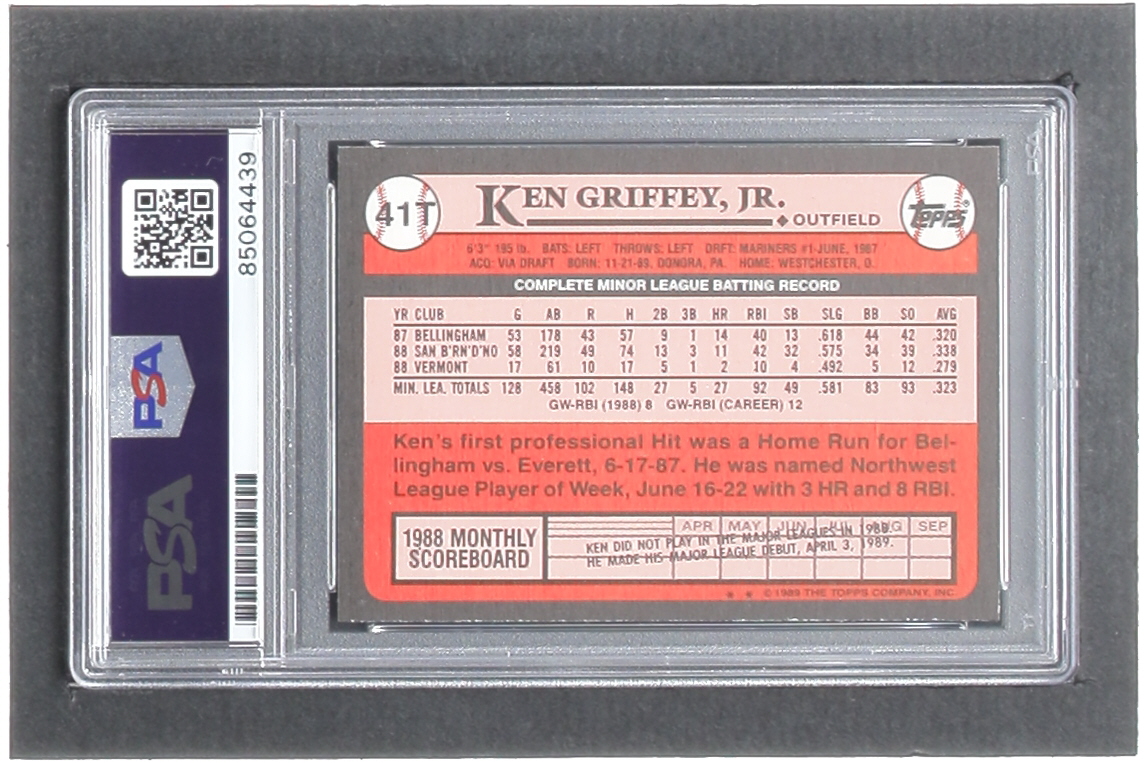 85064439
PSA
PSA
41T
KEN GRIFFEY, JR.
OUTFIELD
TOPPS®
6'3" 195 lb. BATS: LEFT THROWS: LEFT DRFT: MARINERS #1-JUNE, 1987
ACQ: VIA DRAFT BORN: 11-21-69, DONORA, PA. HOME: WESTCHESTER, O.
COMPLETE MINOR LEAGUE BATTING RECORD
YR CLUB G AB R H 2B 3B HR RBI SB SLG BB SO AVG
87 BELLINGHAM 53 178 43 57 9 1 14 40 13 .618 44 42 .320
88 SAN B'RN'D'NO 58 219 49 74 13 3 11 42 32 .575 34 39 .338
88 VERMONT 17 61 10 17 5 1 2 10 4 .492 5 12 .279
MIN. LEA. TOTALS 128 458 102 148 27 5 27 92 49 .581 83 93 .323
GW-RBI (1988) 8 GW-RBI (CAREER) 12
Ken's first professional Hit was a Home Run for Bel-
lingham vs. Everett, 6-17-87. He was named Northwest
League Player of Week, June 16-22 with 3 HR and 8 RBI.
1988 MONTHLY
SCOREBOARD
APR MAY JUN JUL AUG SEP
KEN DID NOT PLAY IN THE MAJOR LEAGUES IN 1988.
HE MADE HIS MAJOR LEAGUE DEBUT, APRIL 3, 1989.
* * ©1989 THE TOPPS COMPANY, INC.